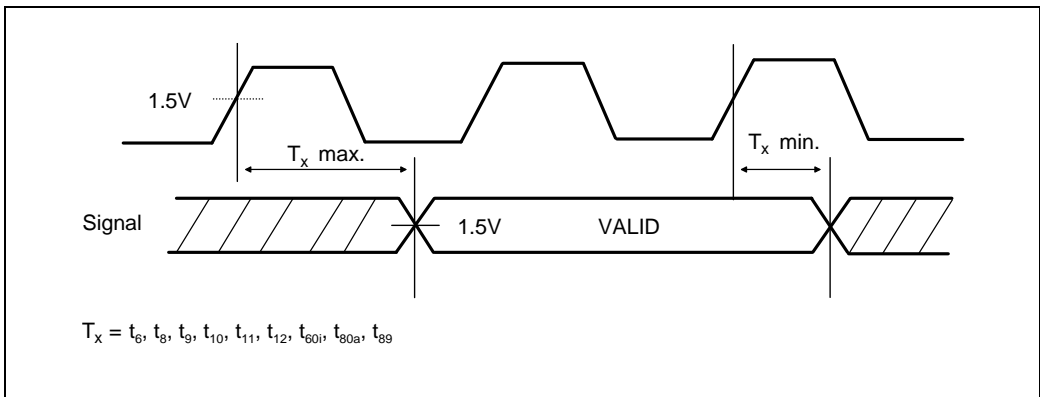 1.5V
Tx max.
Tx min.
Signal
1.5V VALID
Tx = t6, t8, t9, t10, t11, t12, t60i, t80a, t89